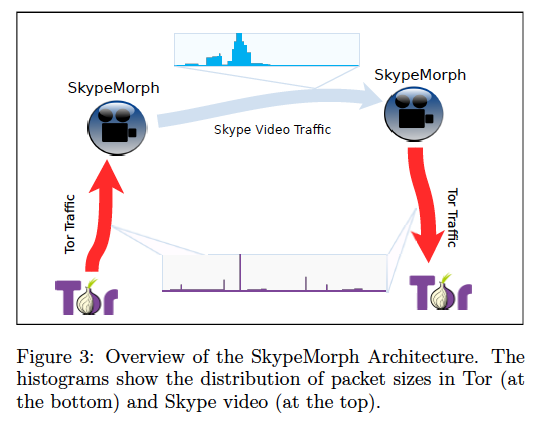 SkypeMorph
SkypeMorph
Skype Video Traffic
Tor Traffic
Tor Traffic
Tor
Tor
Figure 3: Overview of the SkypeMorph Architecture. The
histograms show the distribution of packet sizes in Tor (at
the bottom) and Skype video (at the top).